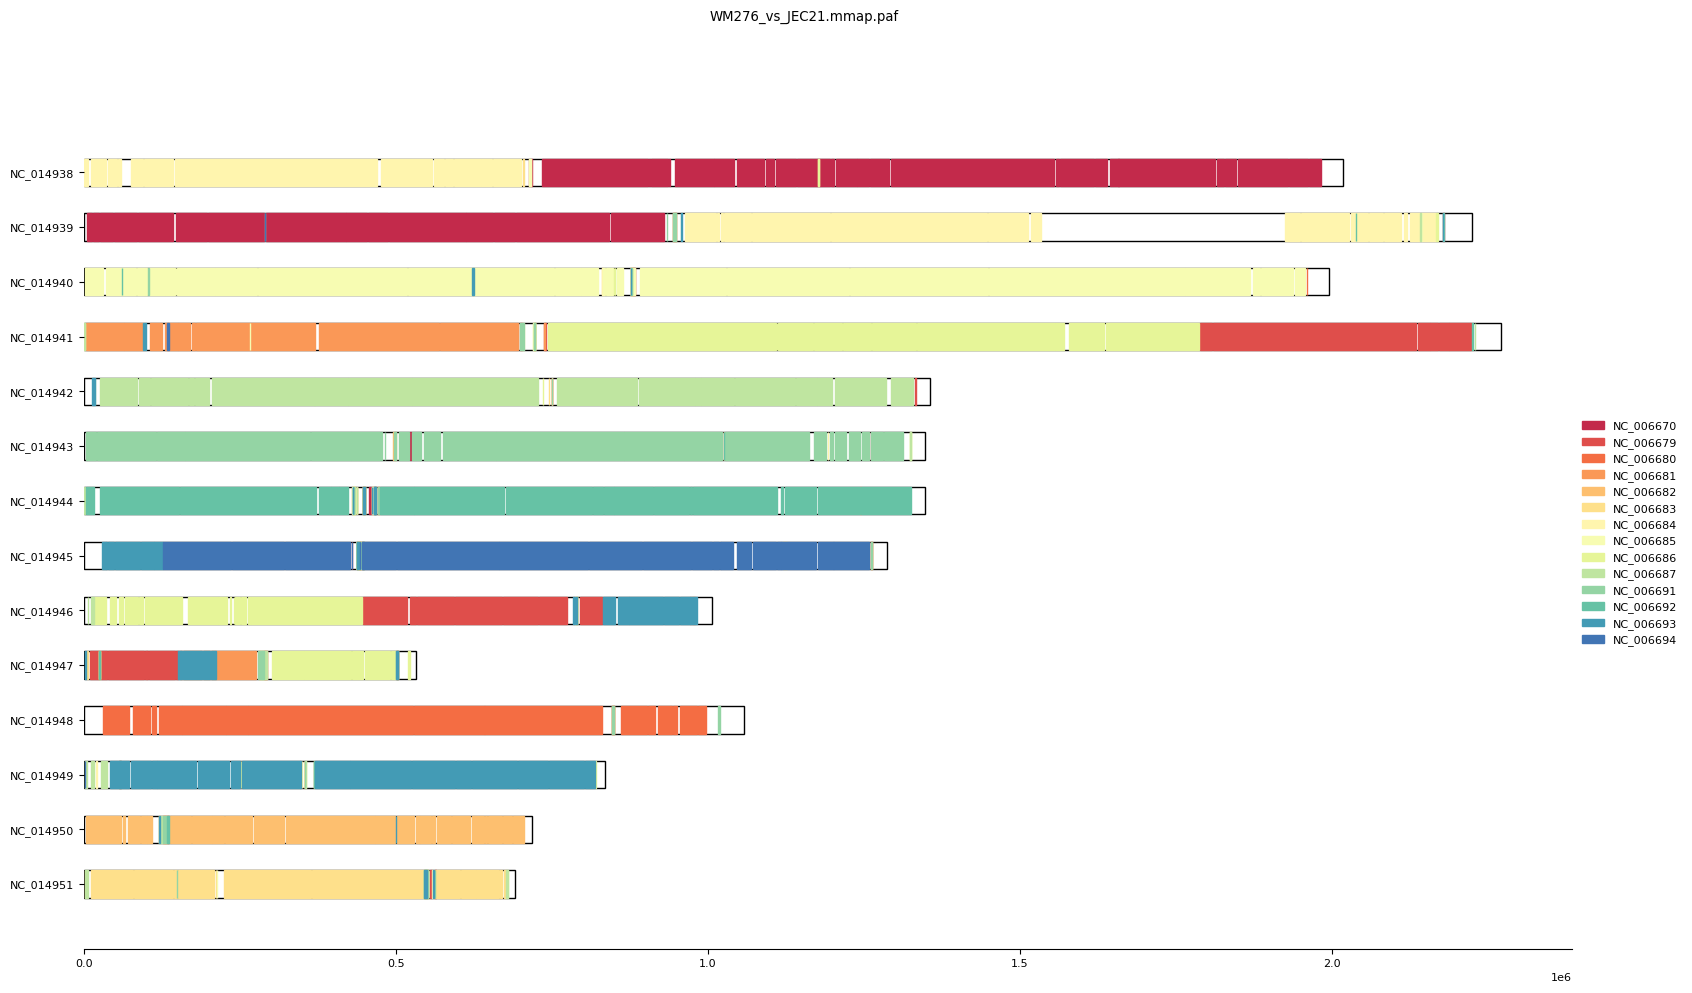 WM276_vs_JEC21.mmap.paf
NC_014938
NC_014939
NC_014940
NC_014941
NC_014942
NC_014943
NC_014944
NC_014945
NC_014946
NC_014947
NC_014948
NC_014949
NC_014950
NC_014951
NC_006670
NC_006679
NC_006680
NC_006681
NC_006682
NC_006683
NC_006684
NC_006685
NC_006686
NC_006687
NC_006691
NC_006692
NC_006693
NC_006694
0.0 0.5 1.0 1.5 2.0
1e6